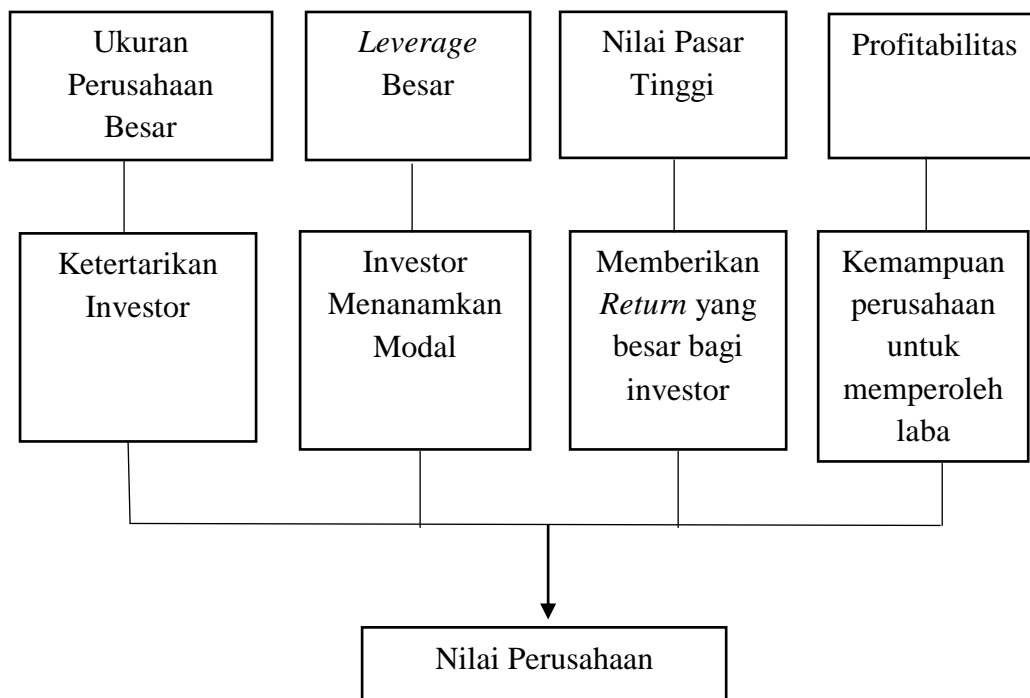 Ukuran
Perusahaan
Besar
Leverage
Besar
Nilai Pasar
Tinggi
Profitabilitas
Ketertarikan
Investor
Investor
Menanamkan
Modal
Memberikan
Return yang
besar bagi
investor
Kemampuan
perusahaan
untuk
memperoleh
laba
Nilai Perusahaan